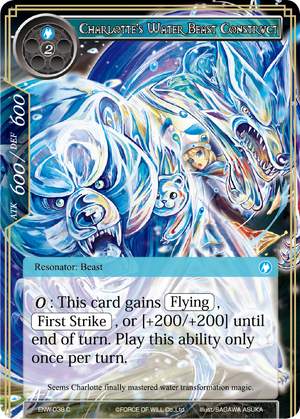 Charlotte's Water Beast Construct
2
ATK 600 / DEF 600
Resonator: Beast
0 : This card gains Flying ,
First Strike , or [+200/+200] until
end of turn. Play this ability only
once per turn.
Seems Charlotte finally mastered water transformation magic.
ENW 038 C ©FORCE OF WILL Co.,Ltd. Illust/SAGAWA ASUKA